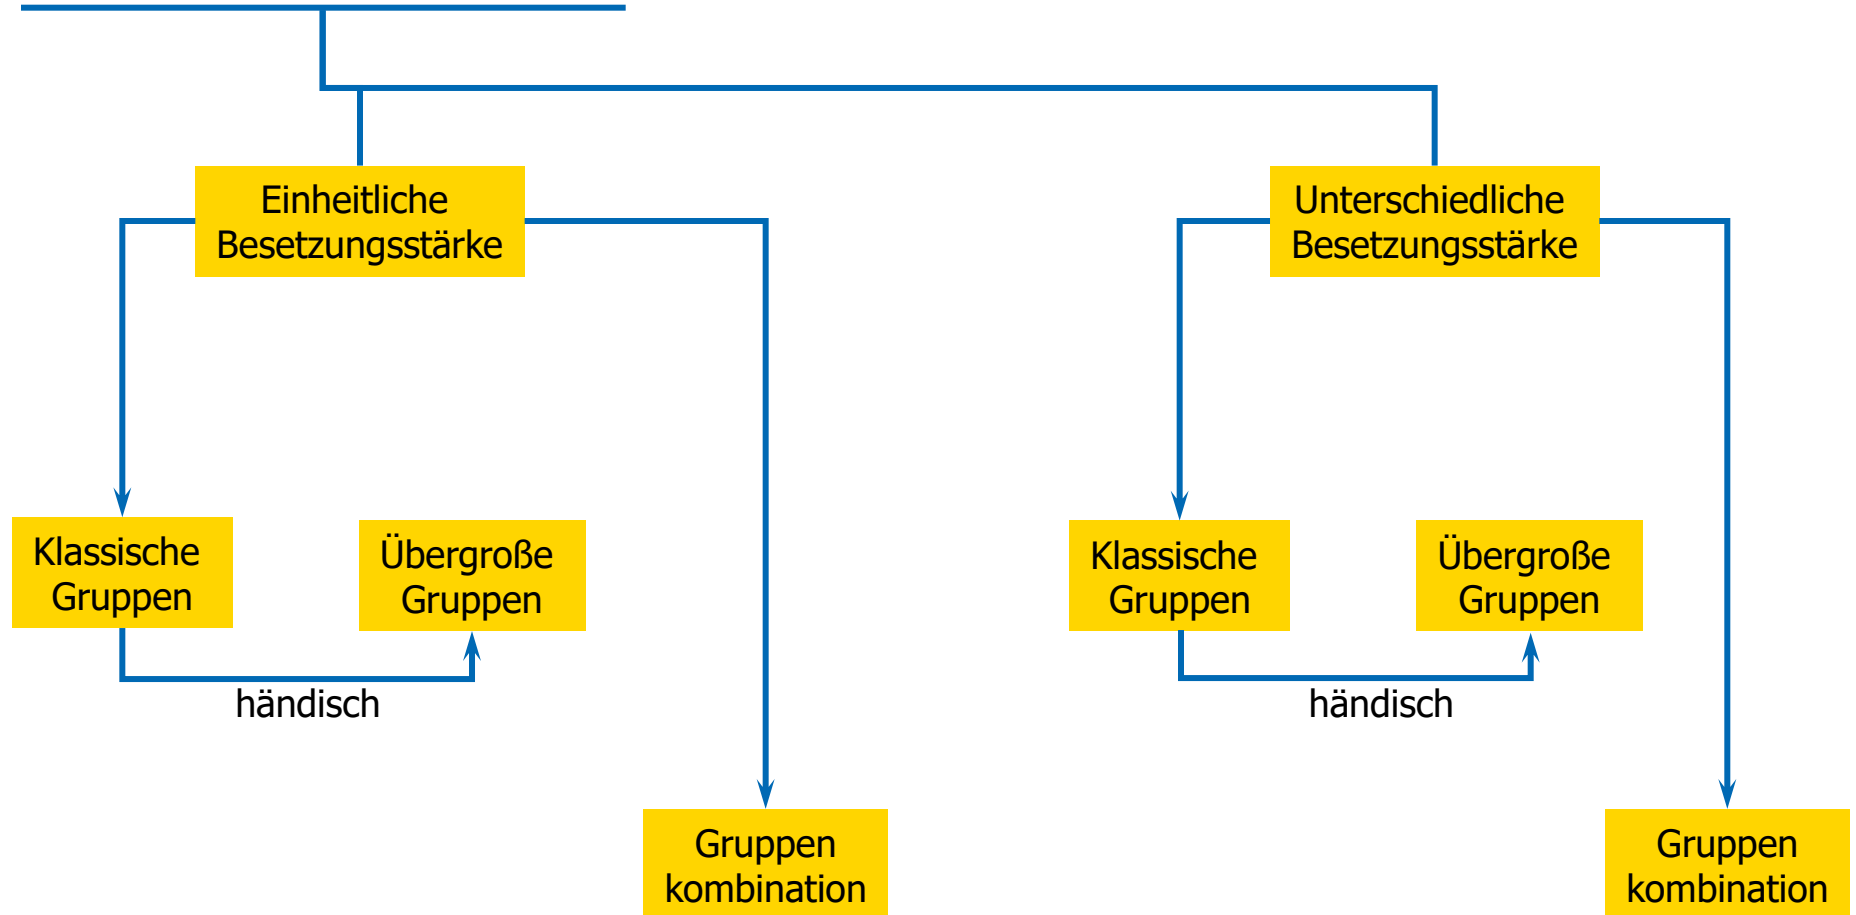 Einheitliche
Besetzungsstärke
Unterschiedliche
Besetzungsstärke
Klassische
Gruppen
Übergroße
Gruppen
händisch
Klassische
Gruppen
Übergroße
Gruppen
händisch
Gruppen
kombination
Gruppen
kombination